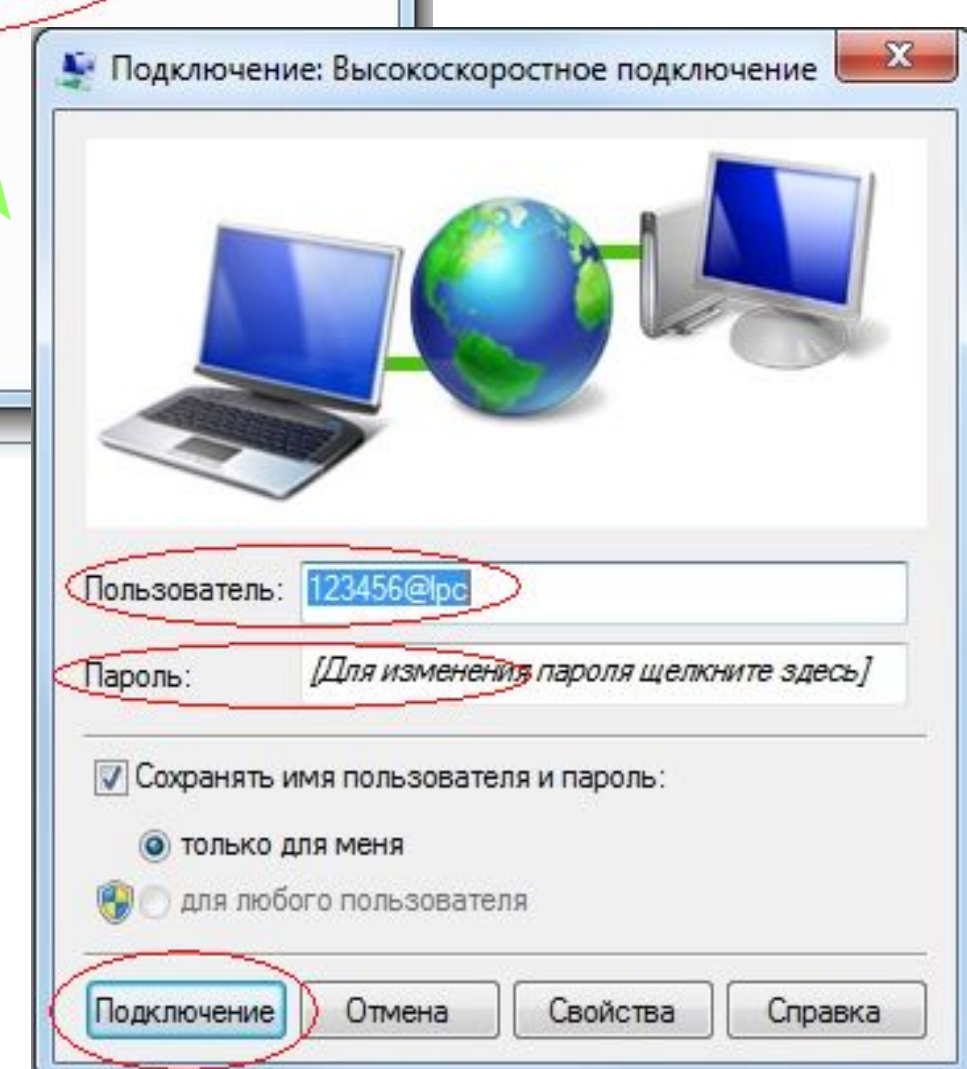 Подключение: Высокоскоростное подключение
Пользователь: 123456@lpc
Пароль: [Для изменения пароля щелкните здесь]
Сохранять имя пользователя и пароль:
только для меня
для любого пользователя
Подключение Отмена Свойства Справка